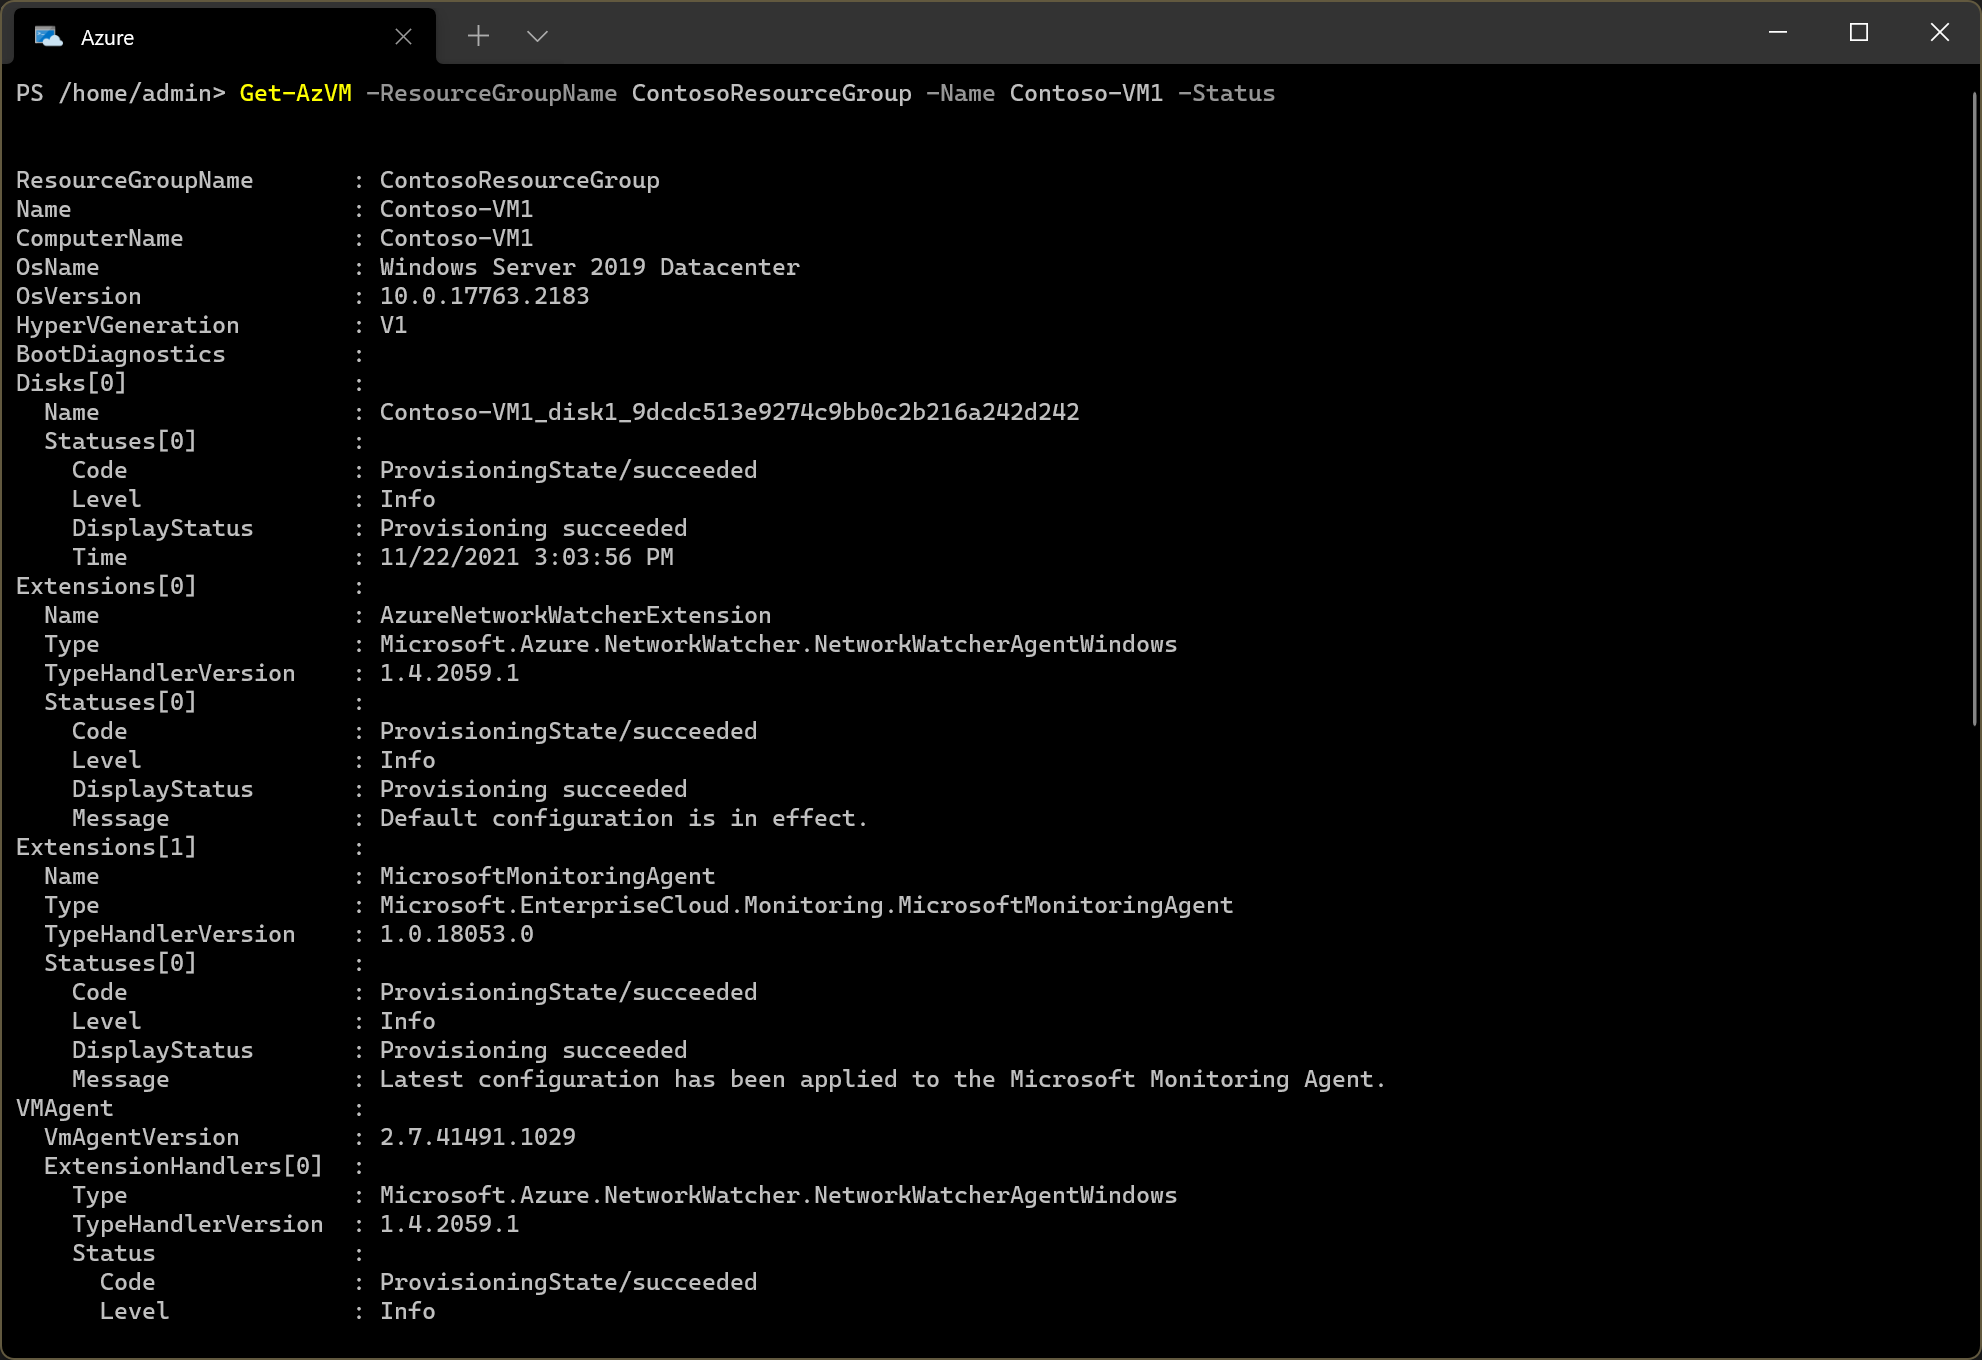 Azure
PS /home/admin> Get-AzVM -ResourceGroupName ContosoResourceGroup -Name Contoso-VM1 -Status
ResourceGroupName : ContosoResourceGroup
Name : Contoso-VM1
ComputerName : Contoso-VM1
OsName : Windows Server 2019 Datacenter
OsVersion : 10.0.17763.2183
HyperVGeneration : V1
BootDiagnostics :
Disks[0] :
Name : Contoso-VM1_disk1_9dcdc513e9274c9bb0c2b216a242d242
Statuses[0] :
Code : ProvisioningState/succeeded
Level : Info
DisplayStatus : Provisioning succeeded
Time : 11/22/2021 3:03:56 PM
Extensions[0] :
Name : AzureNetworkWatcherExtension
Type : Microsoft.Azure.NetworkWatcher.NetworkWatcherAgentWindows
TypeHandlerVersion : 1.4.2059.1
Statuses[0] :
Code : ProvisioningState/succeeded
Level : Info
DisplayStatus : Provisioning succeeded
Message : Default configuration is in effect.
Extensions[1] :
Name : MicrosoftMonitoringAgent
Type : Microsoft.EnterpriseCloud.Monitoring.MicrosoftMonitoringAgent
TypeHandlerVersion : 1.0.18053.0
Statuses[0] :
Code : ProvisioningState/succeeded
Level : Info
DisplayStatus : Provisioning succeeded
Message : Latest configuration has been applied to the Microsoft Monitoring Agent.
VMAgent :
VmAgentVersion : 2.7.41491.1029
ExtensionHandlers[0] :
Type : Microsoft.Azure.NetworkWatcher.NetworkWatcherAgentWindows
TypeHandlerVersion : 1.4.2059.1
Status :
Code : ProvisioningState/succeeded
Level : Info